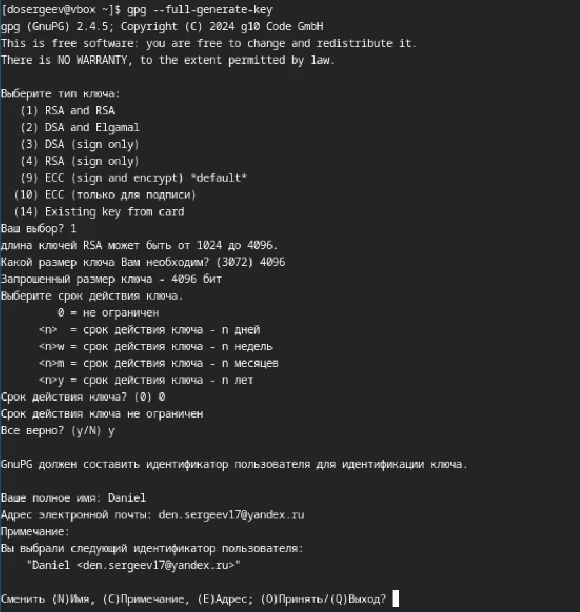 [dosergeev@vbox ~]$ gpg --full-generate-key
gpg (GnuPG) 2.4.5; Copyright (C) 2024 g10 Code GmbH
This is free software: you are free to change and redistribute it.
There is NO WARRANTY, to the extent permitted by law.

Выберите тип ключа:
   (1) RSA and RSA
   (2) DSA and Elgamal
   (3) DSA (sign only)
   (4) RSA (sign only)
   (9) ECC (sign and encrypt) *default*
  (10) ECC (только для подписи)
  (14) Existing key from card
Ваш выбор? 1
длина ключей RSA может быть от 1024 до 4096.
Какой размер ключа Вам необходим? (3072) 4096
Запрошенный размер ключа - 4096 бит
Выберите срок действия ключа.
         0 = не ограничен
      <n>  = срок действия ключа - n дней
      <n>w = срок действия ключа - n недель
      <n>m = срок действия ключа - n месяцев
      <n>y = срок действия ключа - n лет
Срок действия ключа? (0) 0
Срок действия ключа не ограничен
Все верно? (y/N) y

GnuPG должен составить идентификатор пользователя для идентификации ключа.

Ваше полное имя: Daniel
Адрес электронной почты: den.sergeev17@yandex.ru
Примечание:
Вы выбрали следующий идентификатор пользователя:
    "Daniel <den.sergeev17@yandex.ru>"

Сменить (N)Имя, (C)Примечание, (E)Адрес; (O)Принять/(Q)Выход?